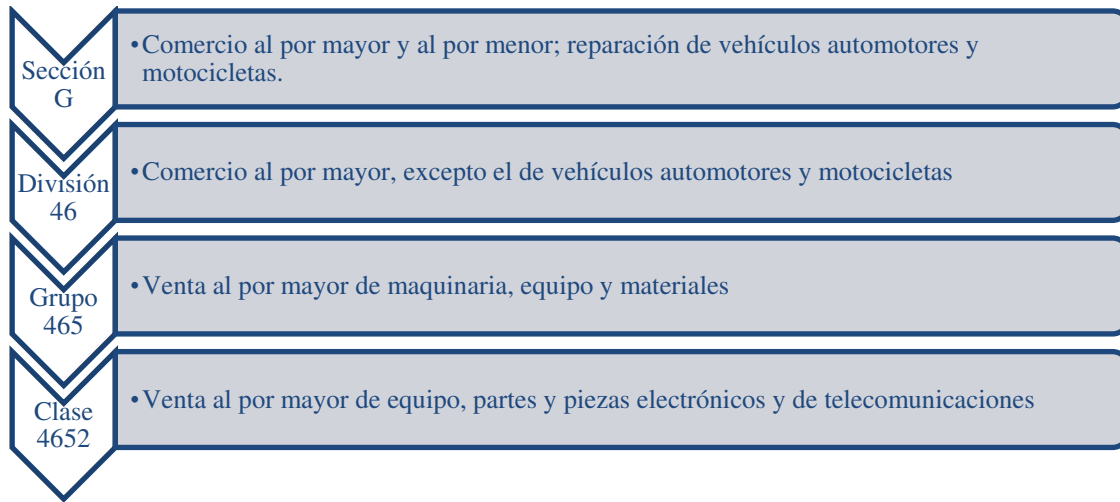 Sección
G
•Comercio al por mayor y al por menor; reparación de vehículos automotores y
motocicletas.
División
46
•Comercio al por mayor, excepto el de vehículos automotores y motocicletas
Grupo
465
•Venta al por mayor de maquinaria, equipo y materiales
Clase
4652
•Venta al por mayor de equipo, partes y piezas electrónicos y de telecomunicaciones